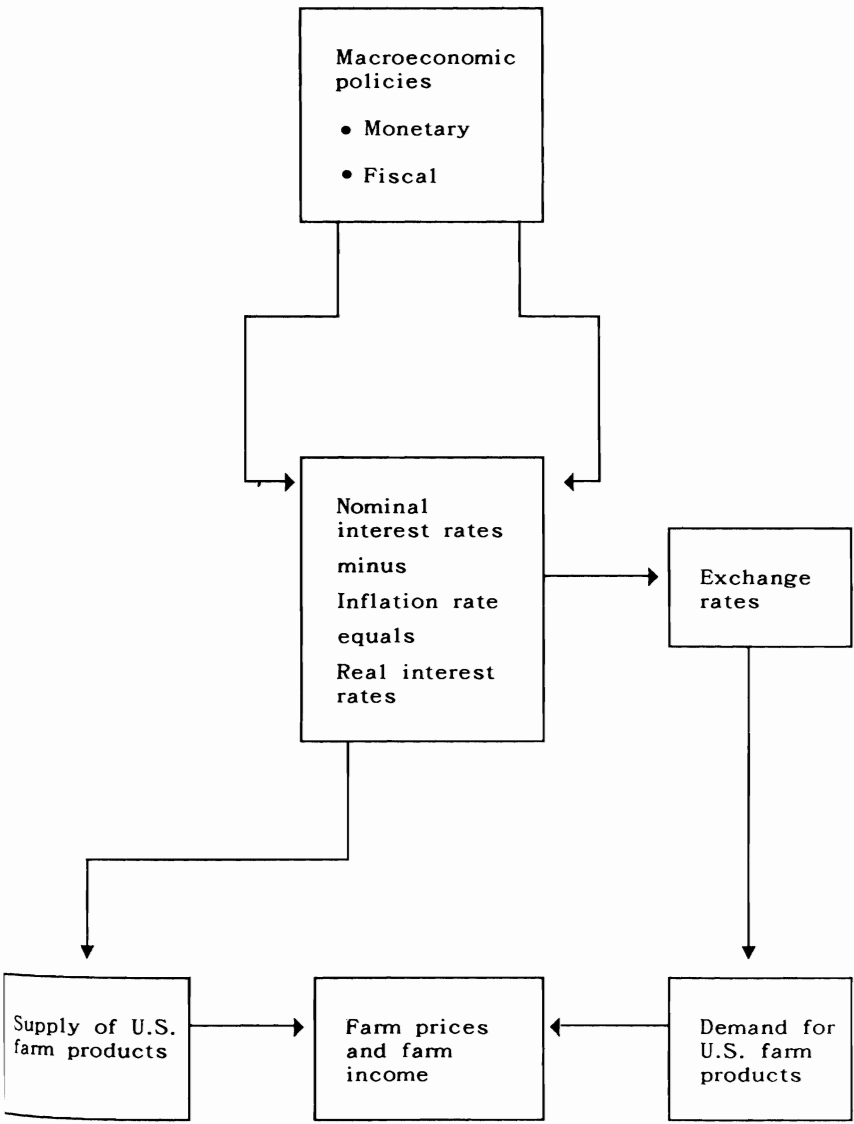 Macroeconomic
policies
• Monetary
• Fiscal
Nominal
interest rates
minus
Inflation rate
equals
Real interest
rates
Exchange
rates
Supply of U.S.
farm products
Farm prices
and farm
income
Demand for
U.S. farm
products